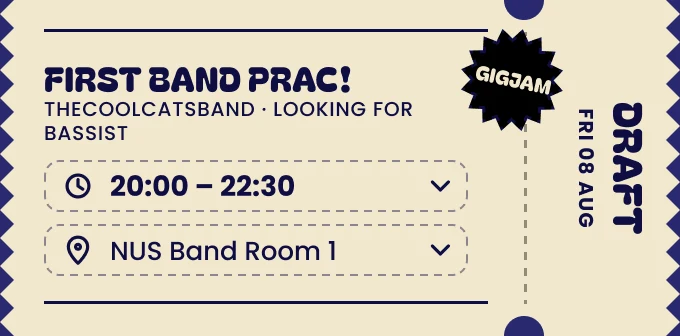 FIRST BAND PRAC!
THECOOLCATSBAND · LOOKING FOR
BASSIST
20:00 – 22:30
NUS Band Room 1
GIGJAM
DRAFT
FRI 08 AUG